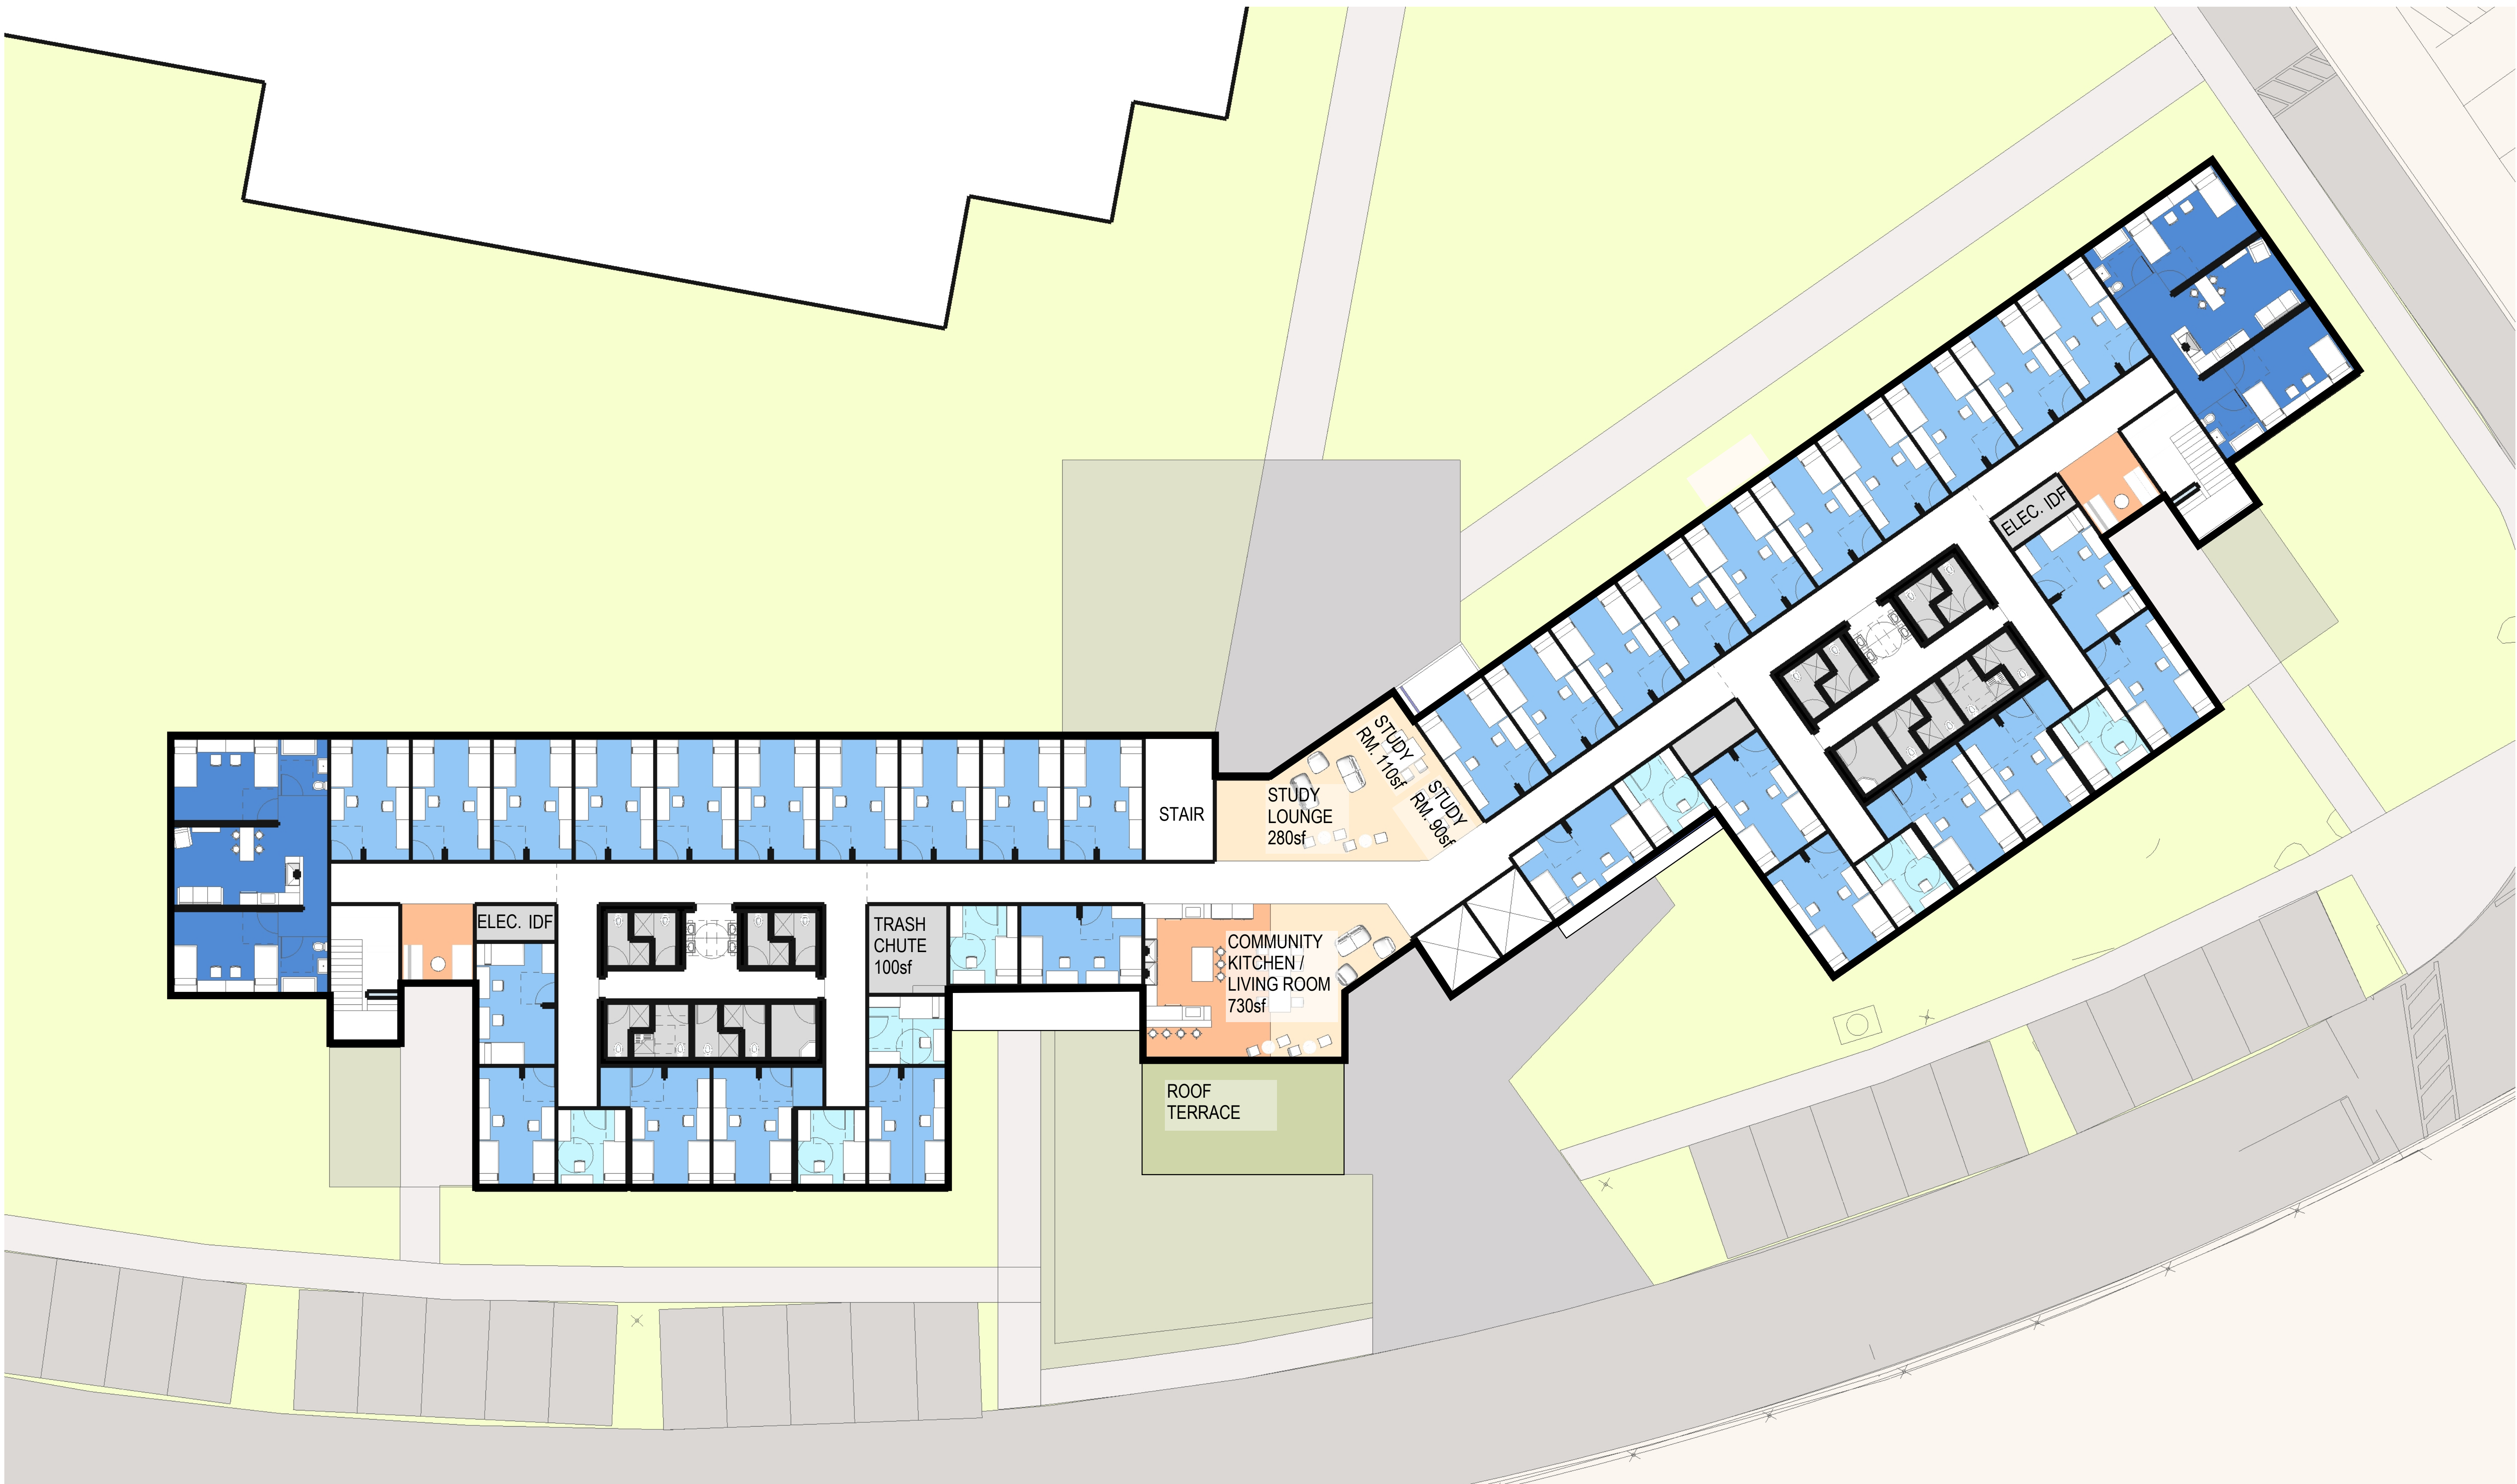 ELEC. IDF
STUDY
RM. 110sf
STUDY
RM. 90sf
STUDY
LOUNGE
280sf
STAIR
ELEC. IDF
TRASH
CHUTE
100sf
COMMUNITY
KITCHEN /
LIVING ROOM
730sf
ROOF
TERRACE